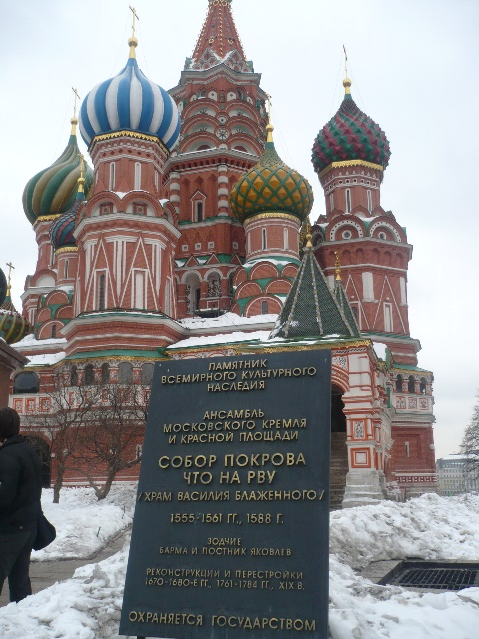 ПАМЯТНИК
ВСЕМИРНОГО КУЛЬТУРНОГО
НАСЛЕДИЯ
АНСАМБЛЬ
МОСКОВСКОГО КРЕМЛЯ
И КРАСНОЙ ПЛОЩАДИ
СОБОР ПОКРОВА
ЧТО НА РВУ
/ХРАМ ВАСИЛИЯ БЛАЖЕННОГО/
1555-1561 ГГ., 1588 Г.
ЗОДЧИЕ
БАРМА И ПОСТНИК ЯКОВЛЕВ
РЕКОНСТРУКЦИИ И ПЕРЕСТРОЙКИ
1670-1680-Е ГГ., 1761-1784 ГГ., XIX В.
ОХРАНЯЕТСЯ ГОСУДАРСТВОМ